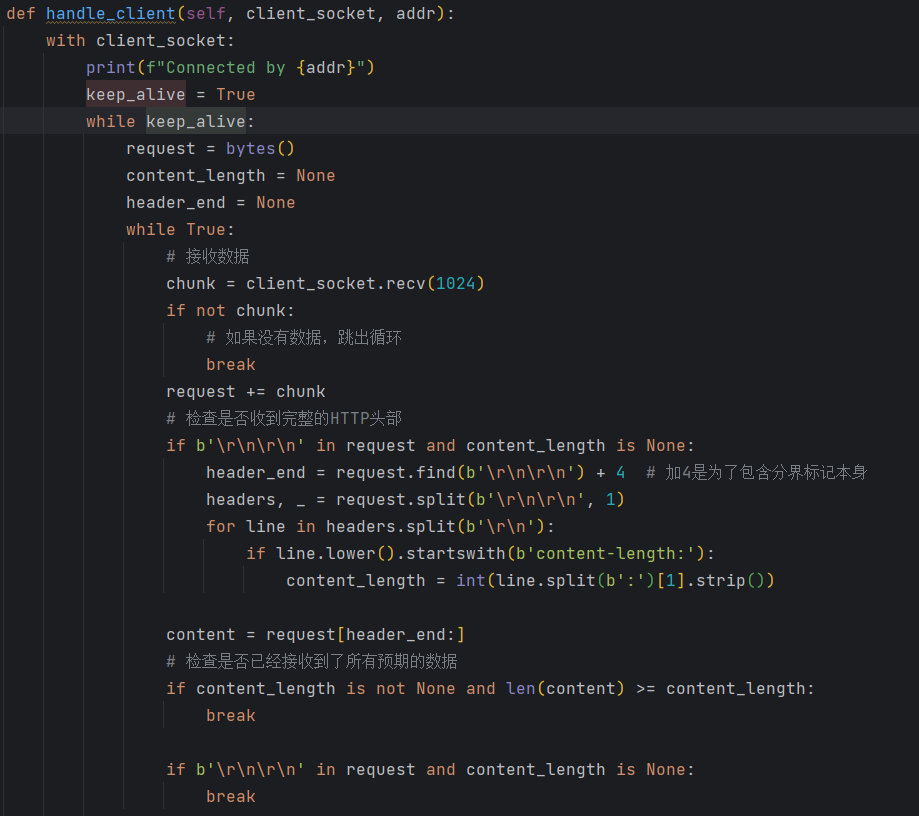 def handle_client(self, client_socket, addr):
    with client_socket:
        print(f"Connected by {addr}")
        keep_alive = True
        while keep_alive:
            request = bytes()
            content_length = None
            header_end = None
            while True:
                # 接收数据
                chunk = client_socket.recv(1024)
                if not chunk:
                    # 如果没有数据，跳出循环
                    break
                request += chunk
                # 检查是否收到完整的HTTP头部
                if b'\r\n\r\n' in request and content_length is None:
                    header_end = request.find(b'\r\n\r\n') + 4  # 加4是为了包含分界标记本身
                    headers, _ = request.split(b'\r\n\r\n', 1)
                    for line in headers.split(b'\r\n'):
                        if line.lower().startswith(b'content-length:'):
                            content_length = int(line.split(b':')[1].strip())

                content = request[header_end:]
                # 检查是否已经接收到了所有预期的数据
                if content_length is not None and len(content) >= content_length:
                    break

                if b'\r\n\r\n' in request and content_length is None:
                    break